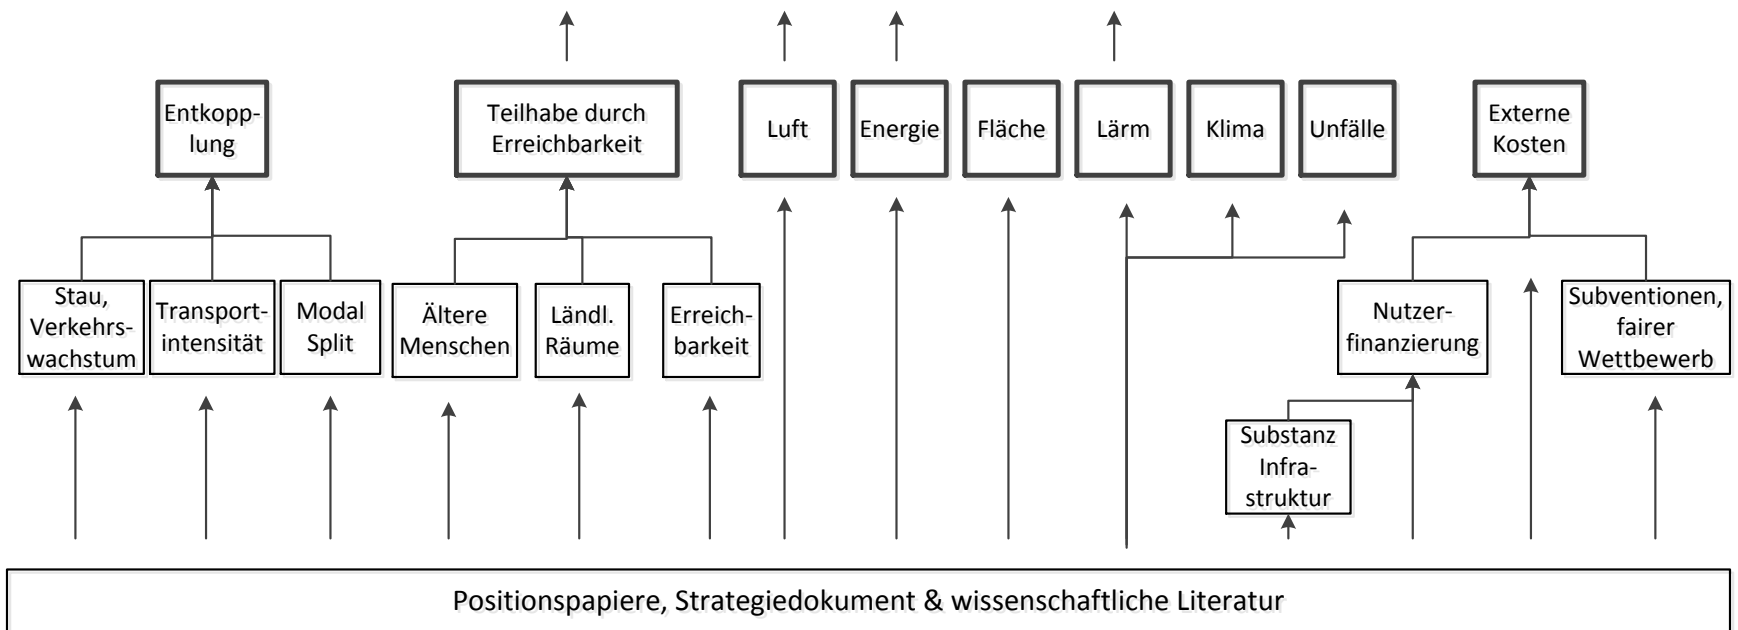 Entkopp-
lung
Teilhabe durch
Erreichbarkeit
Luft
Energie
Fläche
Lärm
Klima
Unfälle
Externe
Kosten
Stau,
Verkehrs-
wachstum
Transport-
intensität
Modal
Split
Ältere
Menschen
Ländl.
Räume
Erreich-
barkeit
Nutzer-
finanzierung
Subventionen,
fairer
Wettbewerb
Substanz
Infra-
struktur
Positionspapiere, Strategiedokument & wissenschaftliche Literatur